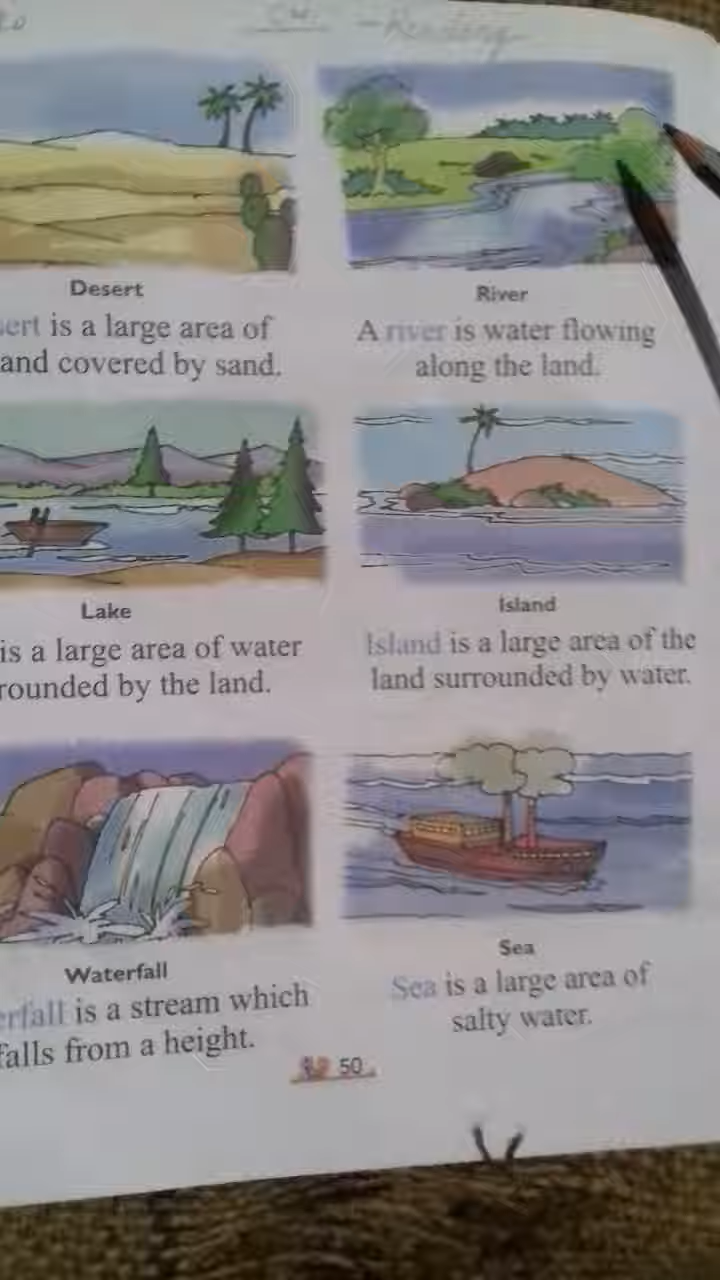 Reading
Desert
River
ert is a large area of
and covered by sand.
A river is water flowing
along the land.
Lake
Island
is a large area of water
rounded by the land.
Island is a large area of the
land surrounded by water.
Waterfall
Sea
erfall is a stream which
falls from a height.
Sea is a large area of
salty water.
50